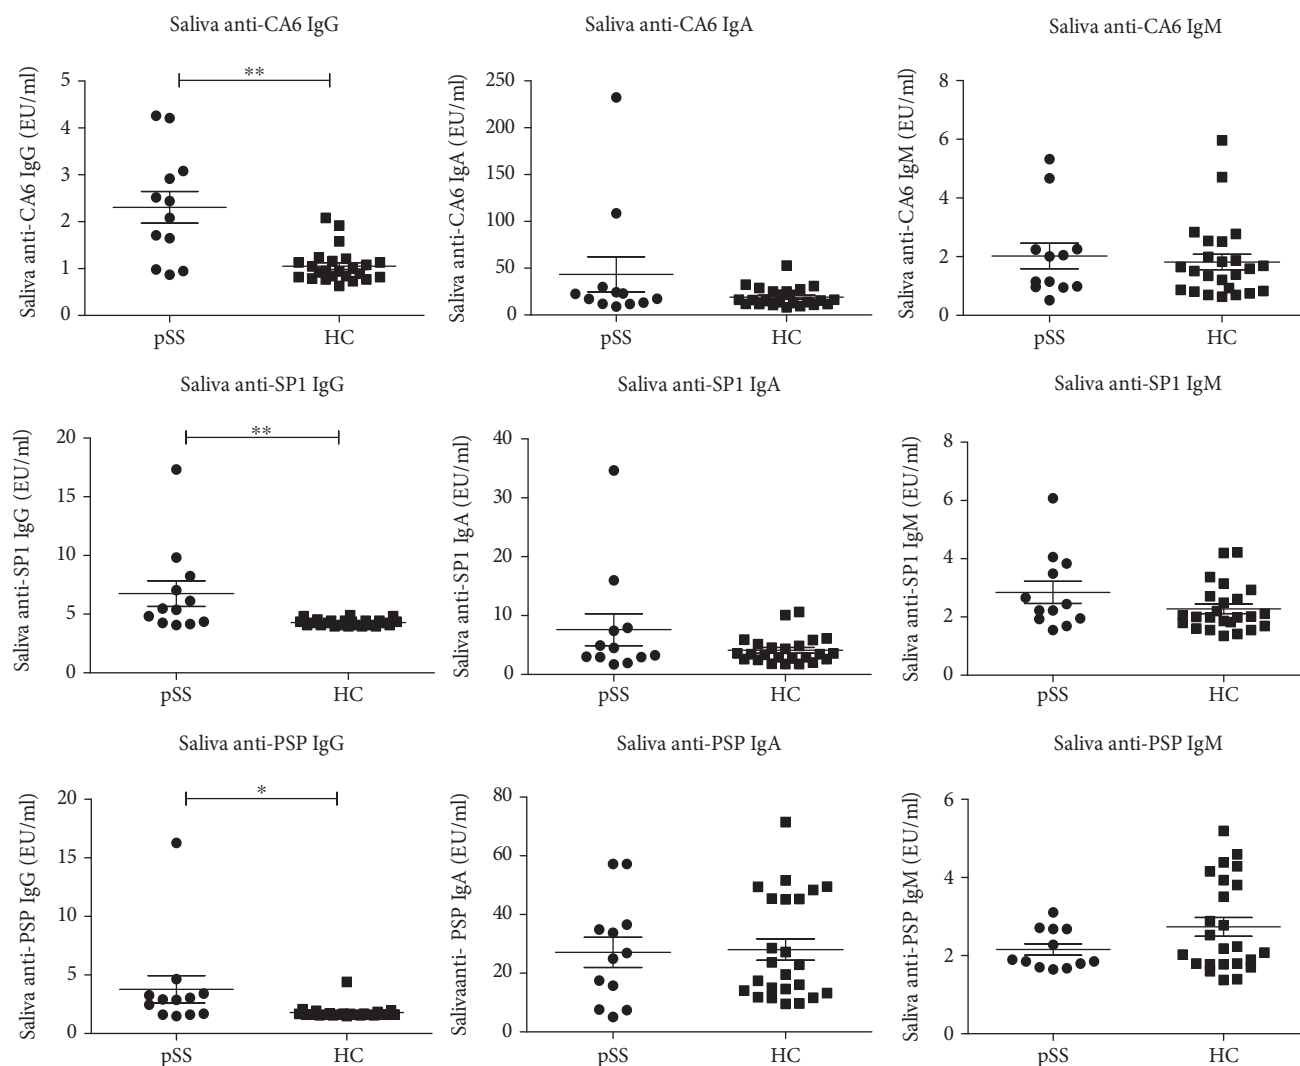 Saliva anti-CA6 IgG
Saliva anti-CA6 IgG (EU/ml)
5
4
3
2
1
0
**
pSS
HC
Saliva anti-CA6 IgA
Saliva anti-CA6 IgA (EU/ml)
250
200
150
100
50
0
pSS
HC
Saliva anti-CA6 IgM
Saliva anti-CA6 IgM (EU/ml)
8
6
4
2
0
pSS
HC
Saliva anti-SP1 IgG
Saliva anti-SP1 IgG (EU/ml)
20
15
10
5
0
**
pSS
HC
Saliva anti-SP1 IgA
Saliva anti-SP1 IgA (EU/ml)
40
30
20
10
0
pSS
HC
Saliva anti-SP1 IgM
Saliva anti-SP1 IgM (EU/ml)
8
6
4
2
0
pSS
HC
Saliva anti-PSP IgG
Saliva anti-PSP IgG (EU/ml)
20
15
10
5
0
*
pSS
HC
Saliva anti-PSP IgA
Salivaanti- PSP IgA (EU/ml)
80
60
40
20
0
pSS
HC
Saliva anti-PSP IgM
Saliva anti-PSP IgM (EU/ml)
6
4
2
0
pSS
HC